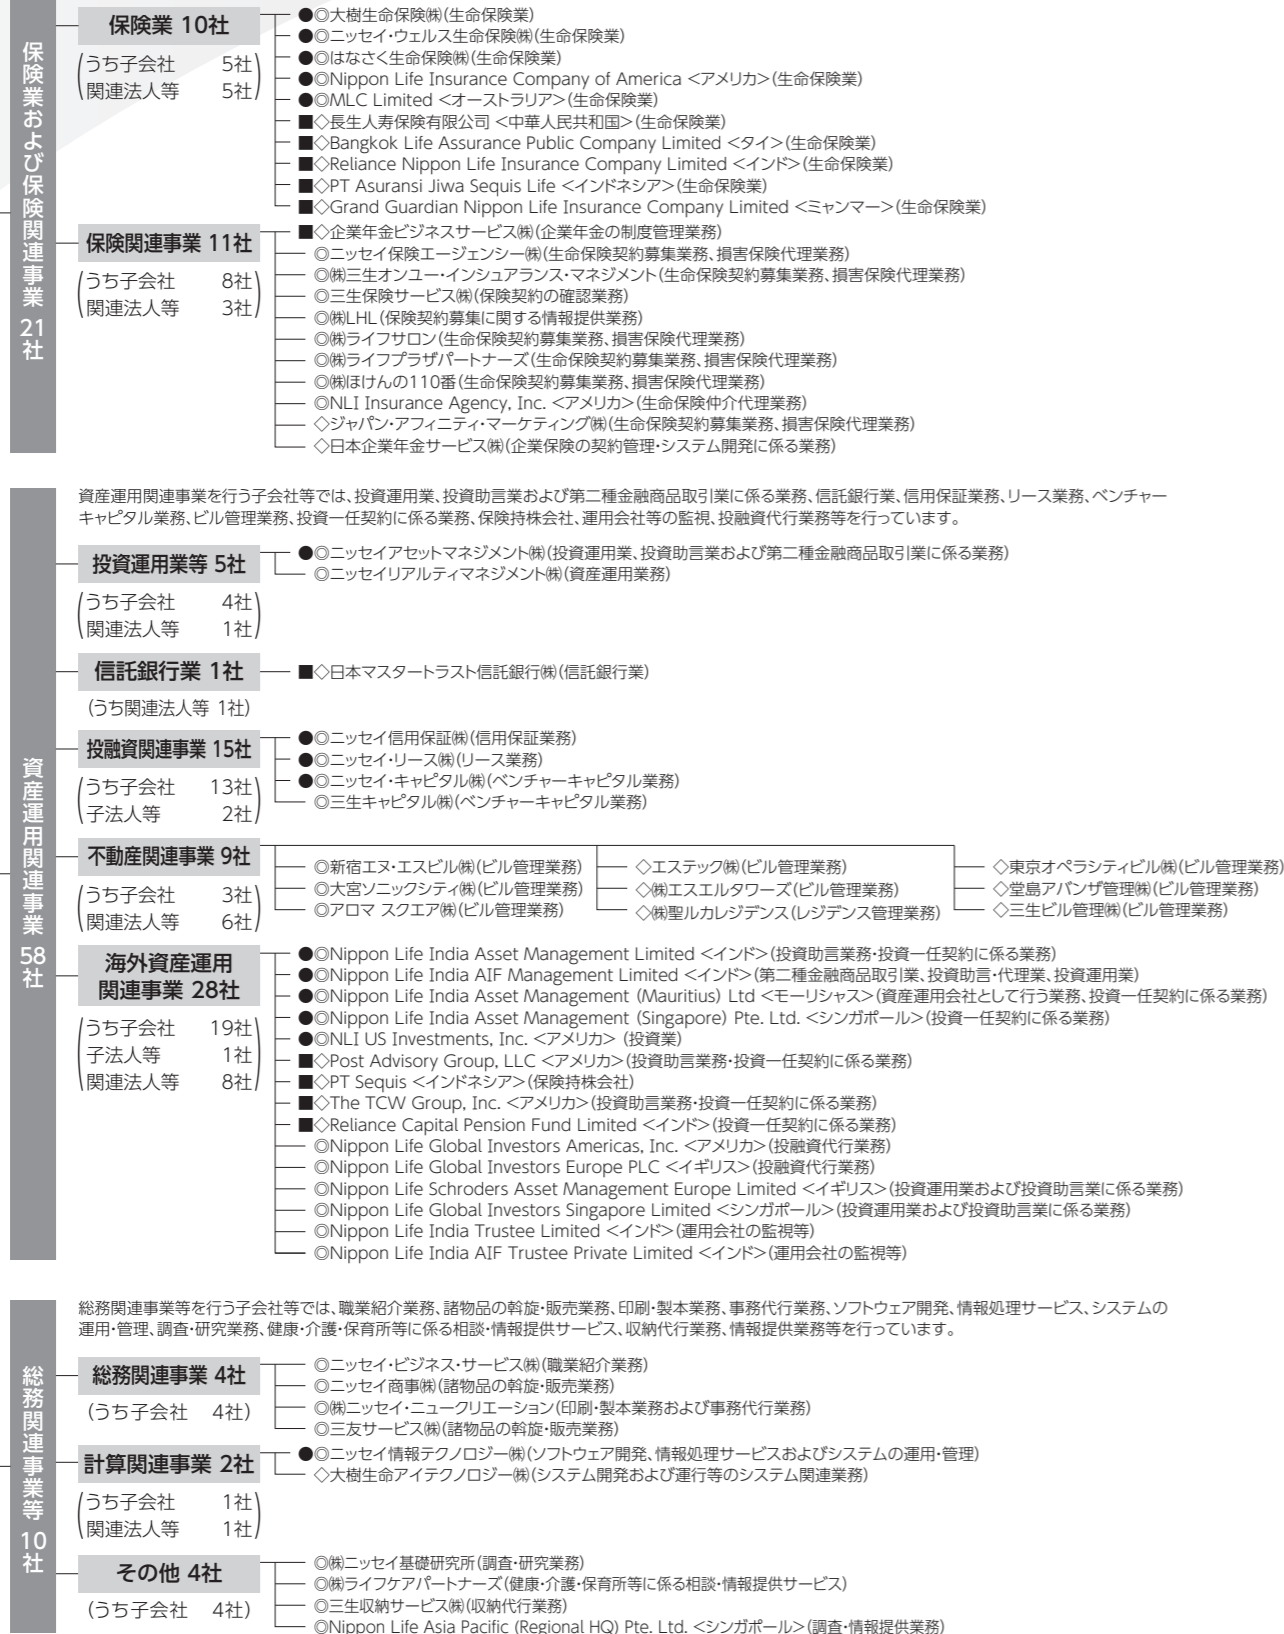 保険業および保険関連事業 21社
保険業 10社
うち子会社 5社
関連法人等 5社
●◎大樹生命保険㈱(生命保険業)
●◎ニッセイ・ウェルス生命保険㈱(生命保険業)
●◎はなさく生命保険㈱(生命保険業)
●◎Nippon Life Insurance Company of America <アメリカ>(生命保険業)
●◎MLC Limited <オーストラリア>(生命保険業)
■◇長生人寿保険有限公司 <中華人民共和国>(生命保険業)
■◇Bangkok Life Assurance Public Company Limited <タイ>(生命保険業)
■◇Reliance Nippon Life Insurance Company Limited <インド>(生命保険業)
■◇PT Asuransi Jiwa Sequis Life <インドネシア>(生命保険業)
■◇Grand Guardian Nippon Life Insurance Company Limited <ミャンマー>(生命保険業)
保険関連事業 11社
うち子会社 8社
関連法人等 3社
■◇企業年金ビジネスサービス㈱(企業年金の制度管理業務)
◎ニッセイ保険エージェンシー㈱(生命保険契約募集業務、損害保険代理業務)
◎㈱三生オンユー・インシュアランス・マネジメント(生命保険契約募集業務、損害保険代理業務)
◎三生保険サービス㈱(保険契約の確認業務)
◎㈱LHL(保険契約募集に関する情報提供業務)
◎㈱ライフサロン(生命保険契約募集業務、損害保険代理業務)
◎㈱ライフプラザパートナーズ(生命保険契約募集業務、損害保険代理業務)
◎㈱ほけんの110番(生命保険契約募集業務、損害保険代理業務)
◎NLI Insurance Agency, Inc. <アメリカ>(生命保険仲介代理業務)
◇ジャパン・アフィニティ・マーケティング㈱(生命保険契約募集業務、損害保険代理業務)
◇日本企業年金サービス㈱(企業保険の契約管理・システム開発に係る業務)
資産運用関連事業 58社
資産運用関連事業を行う子会社等では、投資運用業、投資助言業および第二種金融商品取引業に係る業務、信託銀行業、信用保証業務、リース業務、ベンチャー
キャピタル業務、ビル管理業務、投資一任契約に係る業務、保険持株会社、運用会社等の監視、投融資代行業務等を行っています。
投資運用業等 5社
うち子会社 4社
関連法人等 1社
●◎ニッセイアセットマネジメント㈱(投資運用業、投資助言業および第二種金融商品取引業に係る業務)
◎ニッセイリアルティマネジメント㈱(資産運用業務)
信託銀行業 1社
(うち関連法人等 1社)
■◇日本マスタートラスト信託銀行㈱(信託銀行業)
投融資関連事業 15社
うち子会社 13社
子法人等 2社
●◎ニッセイ信用保証㈱(信用保証業務)
●◎ニッセイ・リース㈱(リース業務)
●◎ニッセイ・キャピタル㈱(ベンチャーキャピタル業務)
◎三生キャピタル㈱(ベンチャーキャピタル業務)
不動産関連事業 9社
うち子会社 3社
関連法人等 6社
◎新宿エヌ・エスビル㈱(ビル管理業務)
◎大宮ソニックシティ㈱(ビル管理業務)
◎アロマ スクエア㈱(ビル管理業務)
◇エステック㈱(ビル管理業務)
◇㈱エスエルタワーズ(ビル管理業務)
◇㈱聖ルカレジデンス(レジデンス管理業務)
◇東京オペラシティビル㈱(ビル管理業務)
◇堂島アバンザ管理㈱(ビル管理業務)
◇三生ビル管理㈱(ビル管理業務)
海外資産運用
関連事業 28社
うち子会社 19社
子法人等 1社
関連法人等 8社
●◎Nippon Life India Asset Management Limited <インド>(投資助言業務・投資一任契約に係る業務)
●◎Nippon Life India AIF Management Limited <インド>(第二種金融商品取引業、投資助言・代理業、投資運用業)
●◎Nippon Life India Asset Management (Mauritius) Ltd <モーリシャス>(資産運用会社として行う業務、投資一任契約に係る業務)
●◎Nippon Life India Asset Management (Singapore) Pte. Ltd. <シンガポール>(投資一任契約に係る業務)
●◎NLI US Investments, Inc. <アメリカ> (投資業)
■◇Post Advisory Group, LLC <アメリカ>(投資助言業務・投資一任契約に係る業務)
■◇PT Sequis <インドネシア>(保険持株会社)
■◇The TCW Group, Inc. <アメリカ>(投資助言業務・投資一任契約に係る業務)
■◇Reliance Capital Pension Fund Limited <インド>(投資一任契約に係る業務)
◎Nippon Life Global Investors Americas, Inc. <アメリカ>(投融資代行業務)
◎Nippon Life Global Investors Europe PLC <イギリス>(投融資代行業務)
◎Nippon Life Schroders Asset Management Europe Limited <イギリス>(投資運用業および投資助言業に係る業務)
◎Nippon Life Global Investors Singapore Limited <シンガポール>(投資運用業および投資助言業に係る業務)
◎Nippon Life India Trustee Limited <インド>(運用会社の監視等)
◎Nippon Life India AIF Trustee Private Limited <インド>(運用会社の監視等)
総務関連事業等 10社
総務関連事業等を行う子会社等では、職業紹介業務、諸物品の斡旋・販売業務、印刷・製本業務、事務代行業務、ソフトウェア開発、情報処理サービス、システムの
運用・管理、調査・研究業務、健康・介護・保育所等に係る相談・情報提供サービス、収納代行業務、情報提供業務等を行っています。
総務関連事業 4社
(うち子会社 4社)
◎ニッセイ・ビジネス・サービス㈱(職業紹介業務)
◎ニッセイ商事㈱(諸物品の斡旋・販売業務)
◎㈱ニッセイ・ニュークリエーション(印刷・製本業務および事務代行業務)
◎三友サービス㈱(諸物品の斡旋・販売業務)
計算関連事業 2社
うち子会社 1社
関連法人等 1社
●◎ニッセイ情報テクノロジー㈱(ソフトウェア開発、情報処理サービスおよびシステムの運用・管理)
◇大樹生命アイテクノロジー㈱(システム開発および運行等のシステム関連業務)
その他 4社
(うち子会社 4社)
◎㈱ニッセイ基礎研究所(調査・研究業務)
◎㈱ライフケアパートナーズ(健康・介護・保育所等に係る相談・情報提供サービス)
◎三生収納サービス㈱(収納代行業務)
◎Nippon Life Asia Pacific (Regional HQ) Pte. Ltd. <シンガポール>(調査・情報提供業務)